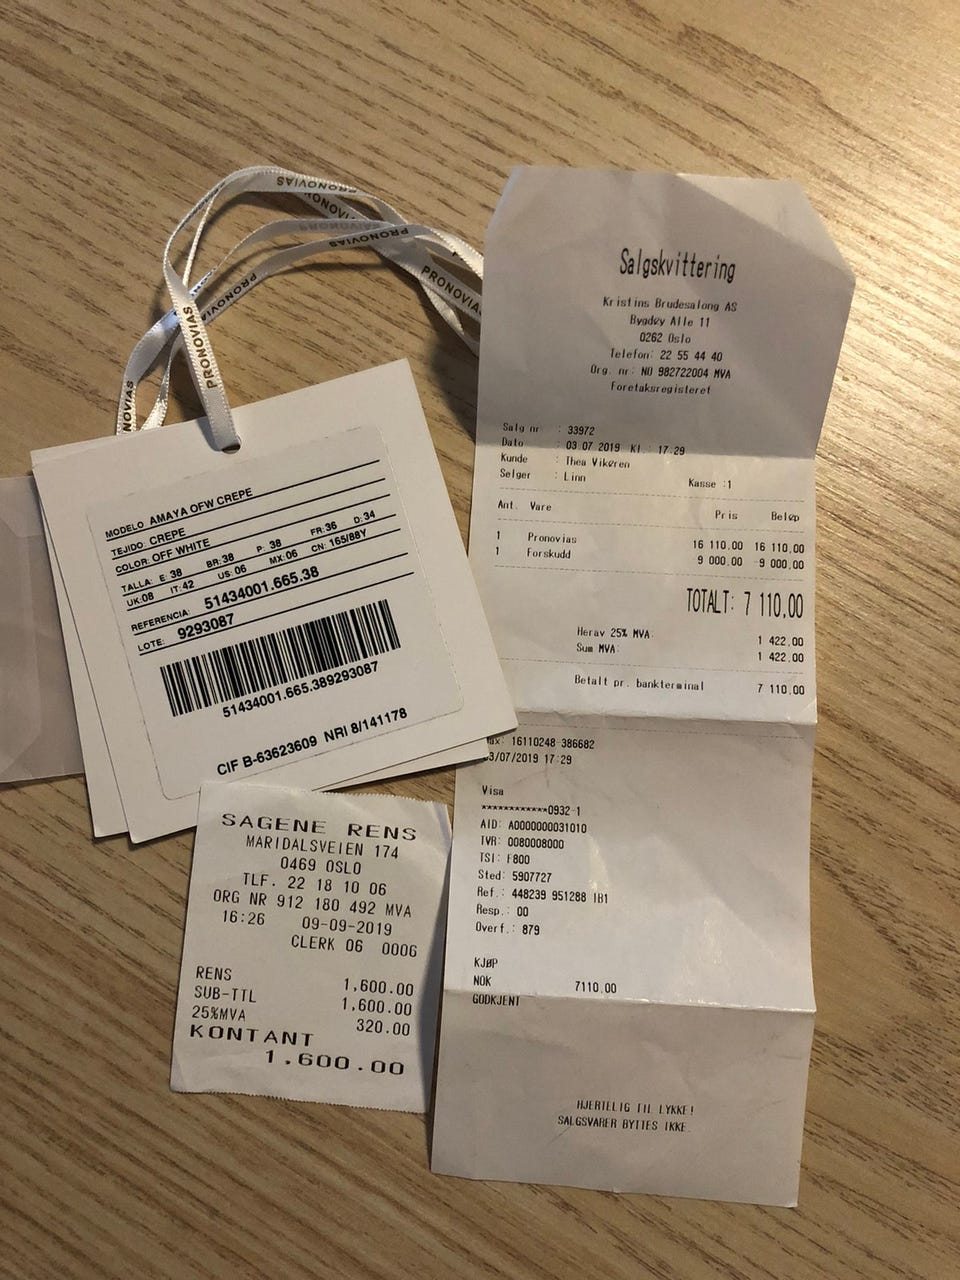 PRONOVIAS
PRONOVIAS
PRONOVIAS
PRONOVIAS
PRONOVIAS
PRONOVIAS
MODELO AMAYA OFW CREPE
TEJIDO: CREPE
COLOR: OFF WHITE
TALLA: E: 38 BR:38 P: 38 FR:36 D:34
UK:08 IT:42 US:06 MX:06 CN: 165/88Y
REFERENCIA: 51434001.665.38
LOTE: 9293087
51434001.665.389293087
CIF B-63623609 NRI 8/141178
Salgskvittering
Kristins Brudesalong AS
Bygdøy Alle 11
0262 Oslo
Telefon: 22 55 44 40
Org. nr: NO 982722004 MVA
Foretaksregisteret
Salg nr : 33972
Dato : 03.07.2019 Kl.: 17:29
Kunde : Thea Vikøren
Selger : Linn Kasse :1
Ant. Vare Pris Beløp
1 Pronovias 16 110,00 16 110,00
1 Forskudd 9 000,00 -9 000,00
TOTALT: 7 110,00
Herav 25% MVA: 1 422,00
Sum MVA: 1 422,00
Betalt pr. bankterminal 7 110,00
16110248-386682
03/07/2019 17:29
Visa
************0932-1
AID: A0000000031010
TVR: 0080008000
TSI: F800
Sted: 5907727
Ref.: 448239 951288 IB1
Resp.: 00
Overf.: 879
KJØP
NOK 7110,00
GODKJENT
HJERTELIG TIL LYKKE!
SALGSVARER BYTTES IKKE.
SAGENE RENS
MARIDALSVEIEN 174
0469 OSLO
TLF. 22 18 10 06
ORG NR 912 180 492 MVA
16:26 09-09-2019
CLERK 06 0006
RENS 1,600.00
SUB-TTL 1,600.00
25%MVA 320.00
KONTANT
1,600.00